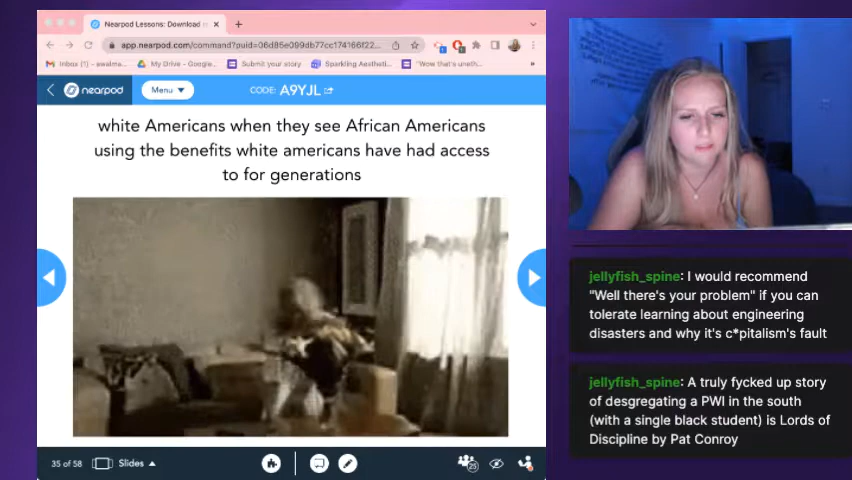 Nearpod Lessons: Download
app.nearpod.com/command?puid=06d85e099db77cc174166f22...
Inbox (1) – awalma...
My Drive – Google...
Submit your story
Sparkling Aestheti...
"Wow that's uneth...
nearpod
Menu
CODE: A9YJL
white Americans when they see African Americans
using the benefits white americans have had access
to for generations
35 of 58
Slides
25
jellyfish_spine: I would recommend
"Well there's your problem" if you can
tolerate learning about engineering
disasters and why it's c*pitalism's fault
jellyfish_spine: A truly fycked up story
of desgregating a PWI in the south
(with a single black student) is Lords of
Discipline by Pat Conroy